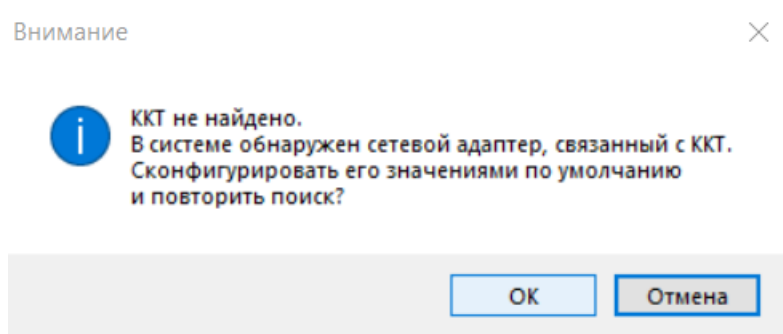 Внимание
ККТ не найдено.
В системе обнаружен сетевой адаптер, связанный с ККТ.
Сконфигурировать его значениями по умолчанию
и повторить поиск?
OK
Отмена